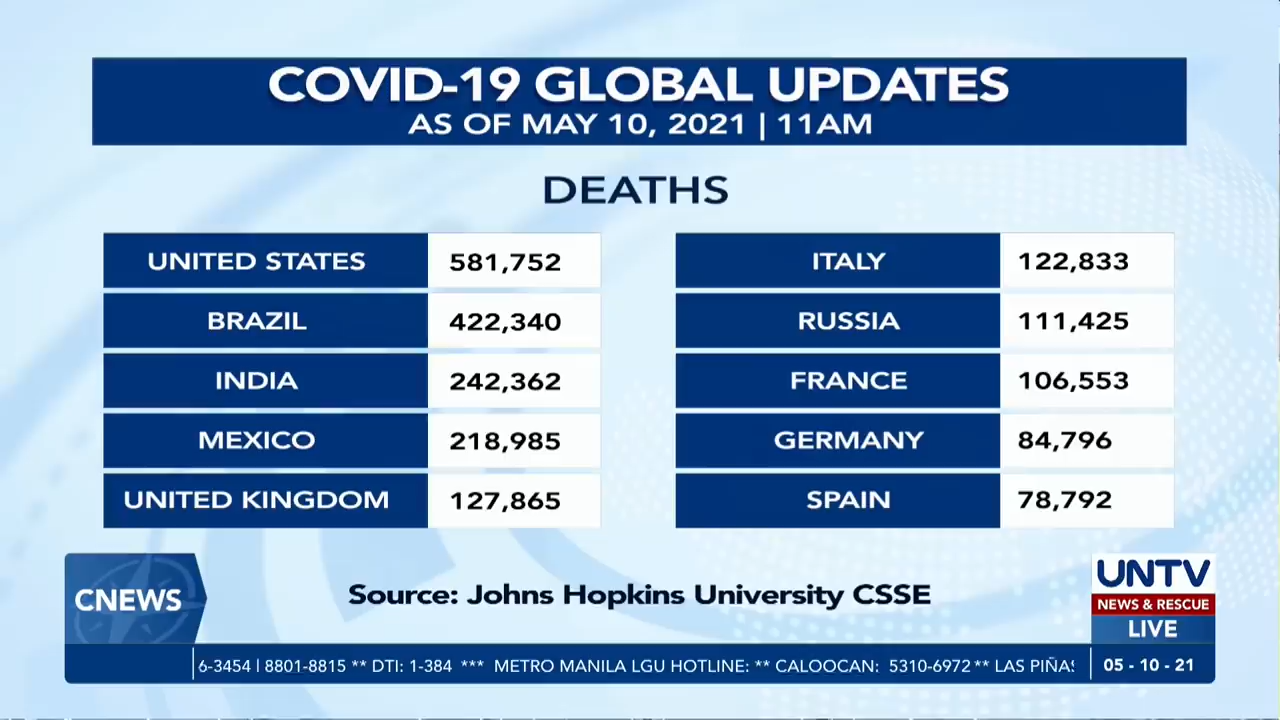 COVID-19 GLOBAL UPDATES
AS OF MAY 10, 2021 | 11AM
DEATHS
UNITED STATES 581,752
BRAZIL 422,340
INDIA 242,362
MEXICO 218,985
UNITED KINGDOM 127,865
ITALY 122,833
RUSSIA 111,425
FRANCE 106,553
GERMANY 84,796
SPAIN 78,792
CNEWS
Source: Johns Hopkins University CSSE
UNTV
NEWS & RESCUE
LIVE
6-3454 | 8801-8815 ** DTI: 1-384 *** METRO MANILA LGU HOTLINE: ** CALOOCAN: 5310-6972 ** LAS PIÑAS
05 - 10 - 21